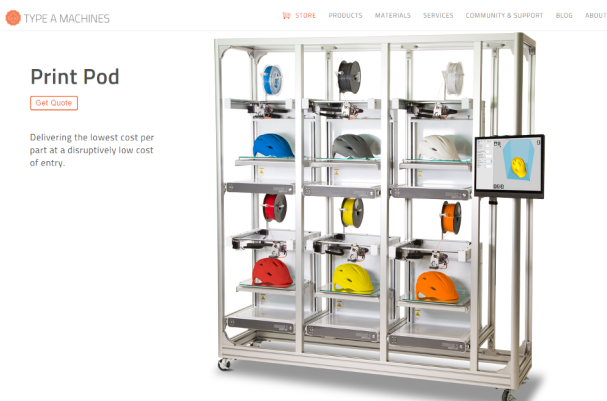 TYPE A MACHINES
STORE PRODUCTS MATERIALS SERVICES COMMUNITY & SUPPORT BLOG ABOUT
Print Pod
Get Quote
Delivering the lowest cost per
part at a disruptively low cost
of entry.